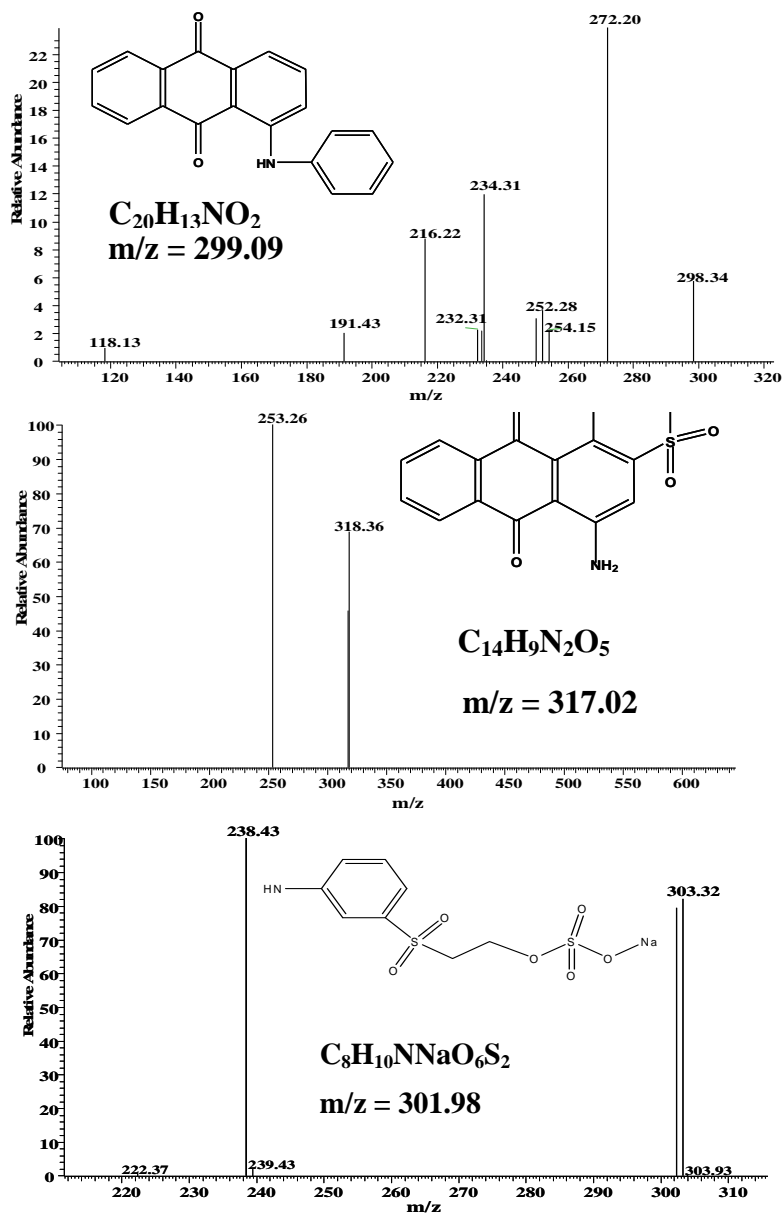 O
O
HN
C20H13NO2
m/z = 299.09
272.20
234.31
216.22
298.34
252.28
232.31
254.15
191.43
118.13
Relative Abundance
22
20
18
16
14
12
10
8
6
4
2
0
120 140 160 180 200 220 240 260 280 300 320
m/z
253.26
318.36
S
O
O
O
NH2
C14H9N2O5
m/z = 317.02
Relative Abundance
100
90
80
70
60
50
40
30
20
10
0
100 150 200 250 300 350 400 450 500 550 600
m/z
238.43
303.32
HN
O
S
O
O
O
S
O
O
Na
C8H10NNaO6S2
m/z = 301.98
222.37
239.43
303.93
Relative Abundance
100
90
80
70
60
50
40
30
20
10
0
220 230 240 250 260 270 280 290 300 310
m/z